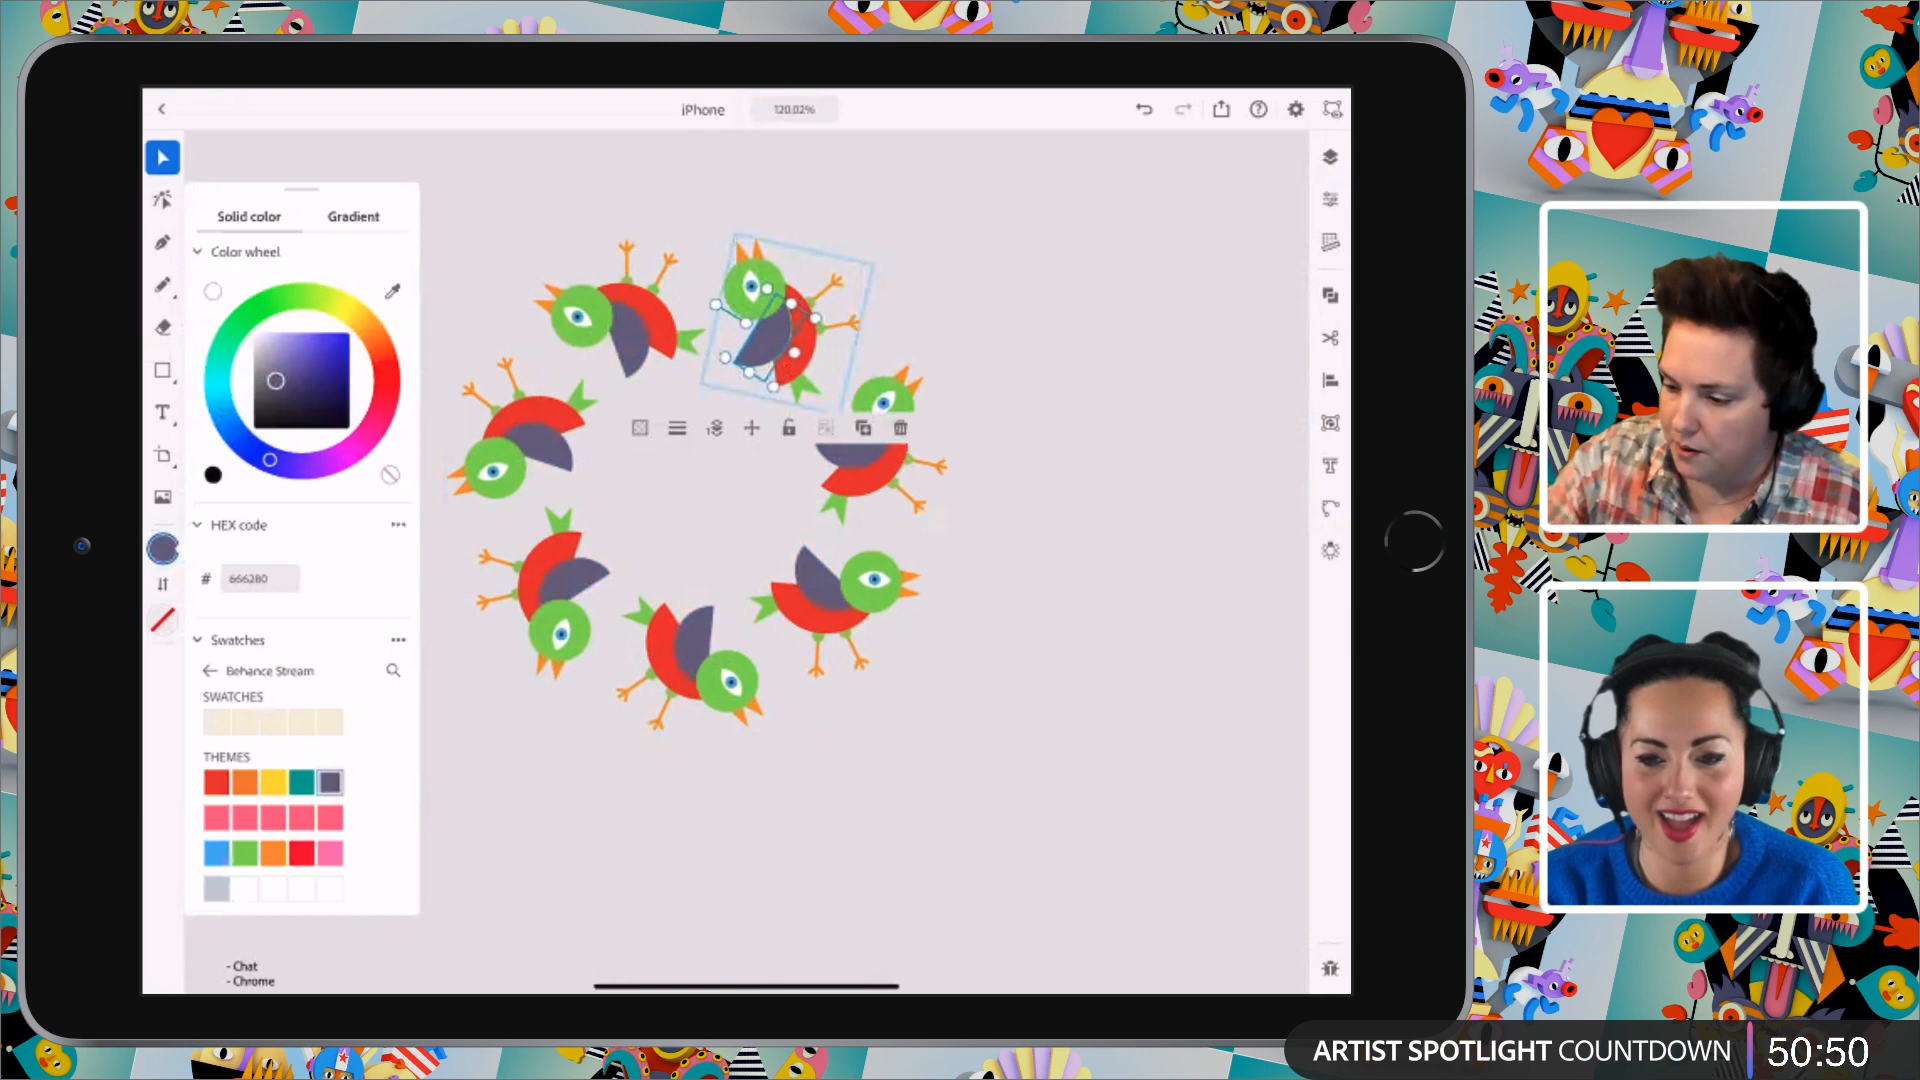 iPhone
120.02%
Solid color
Gradient
Color wheel
HEX code
# 666280
Swatches
Behance Stream
SWATCHES
THEMES
- Chat
- Chrome
ARTIST SPOTLIGHT COUNTDOWN
50:50